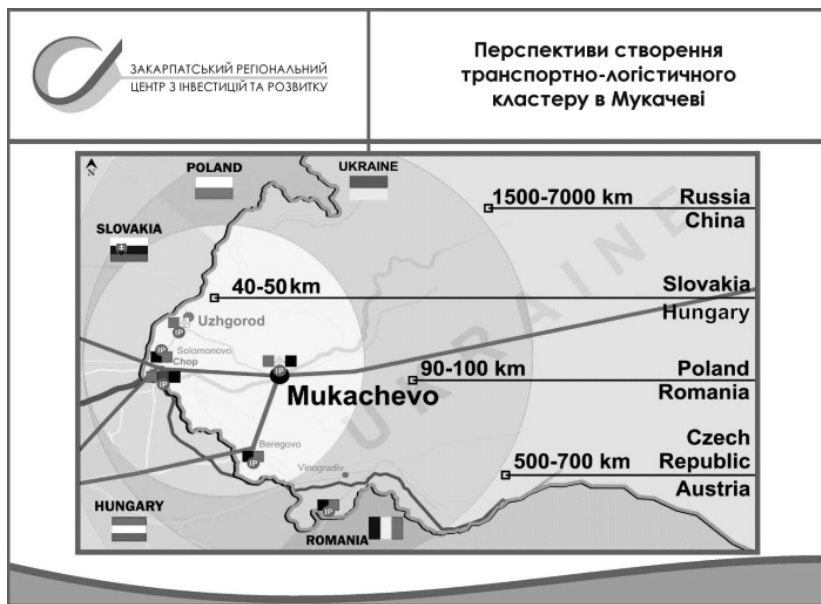 ЗАКАРПАТСЬКИЙ РЕГІОНАЛЬНИЙ
ЦЕНТР З ІНВЕСТИЦІЙ ТА РОЗВИТКУ
Перспективи створення
транспортно-логістичного
кластеру в Мукачеві
N
POLAND
UKRAINE
SLOVAKIA
1500-7000 km
Russia
China
40-50 km
Slovakia
Hungary
Uzhgorod
IP
IP
Solomonovo
Chop
IP
IP
Mukachevo
90-100 km
Poland
Romania
UKRAINE
Beregovo
IP
Vinogradiv
500-700 km
Czech
Republic
Austria
HUNGARY
IP
ROMANIA